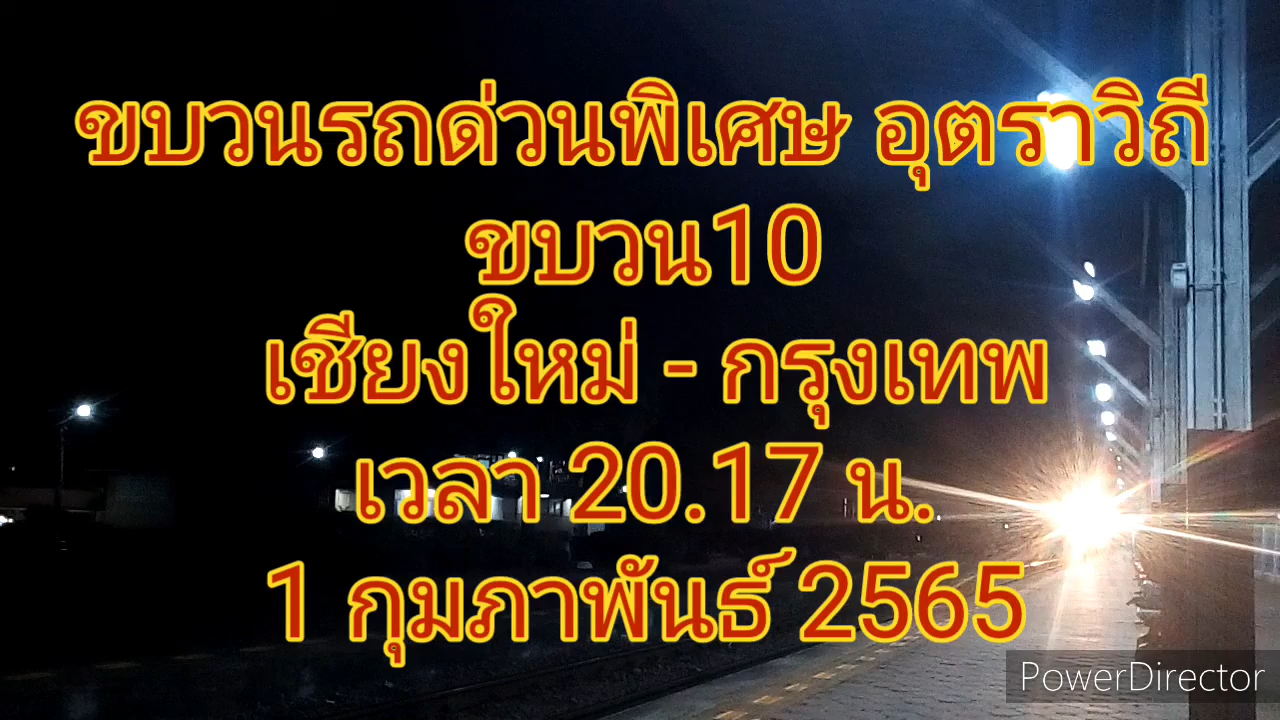 ขบวนรถด่วนพิเศษ อุตราวิถี
ขบวน10
เชียงใหม่ - กรุงเทพ
เวลา 20.17 น.
1 กุมภาพันธ์ 2565
PowerDirector